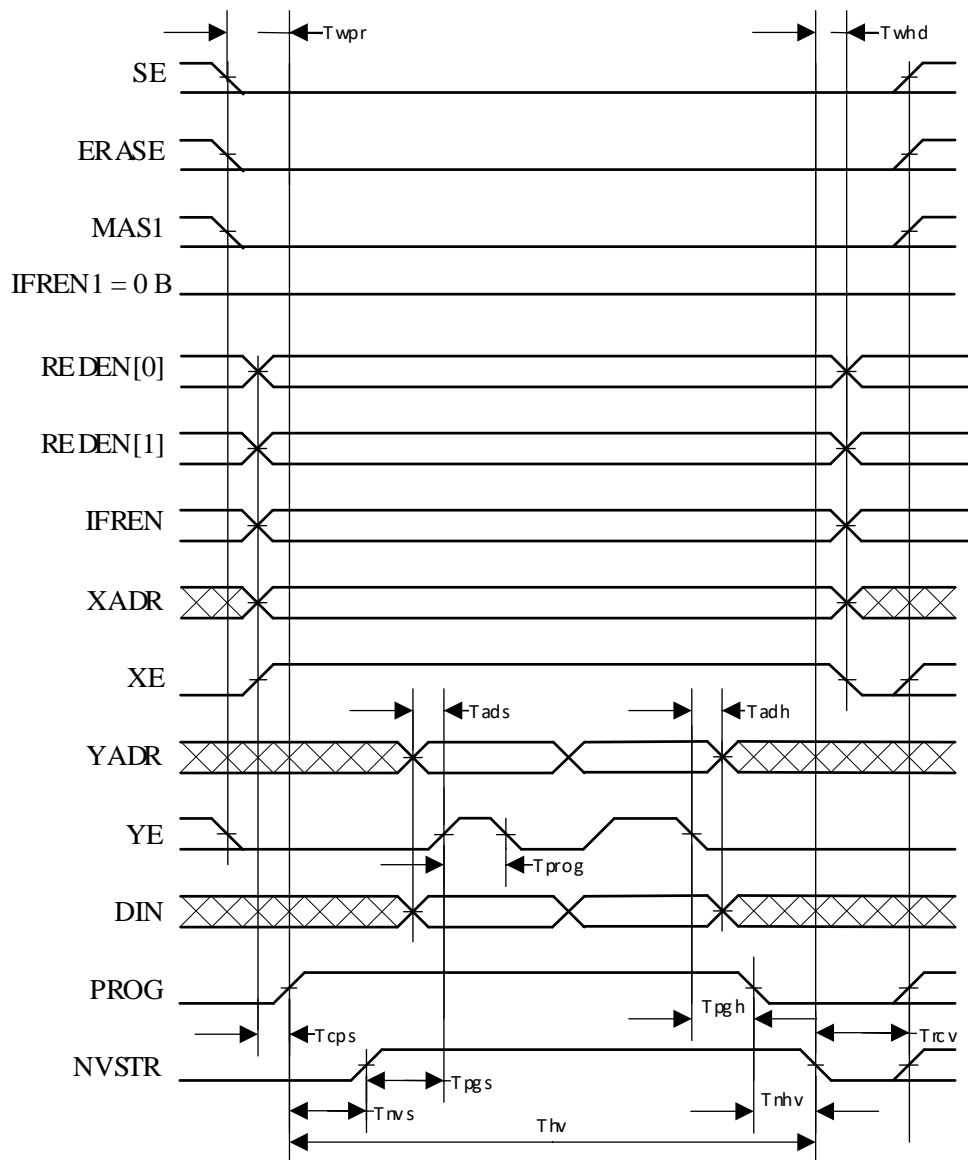 Twpr
Twhd
SE
ERASE
MAS1
IFREN1 = 0 B
REDEN[0]
REDEN[1]
IFREN
XADR
XE
Tads
Tadh
YADR
YE
Tprog
DIN
PROG
Tpgh
Tcps
Trcv
NVSTR
Tpgs
Tnvs
Tnhv
Thv